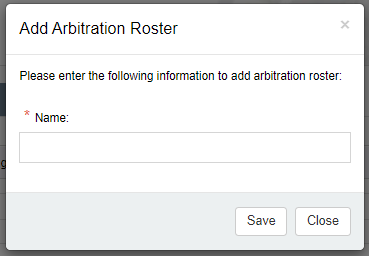 Add Arbitration Roster ×
Please enter the following information to add arbitration roster:
* Name:
Save Close